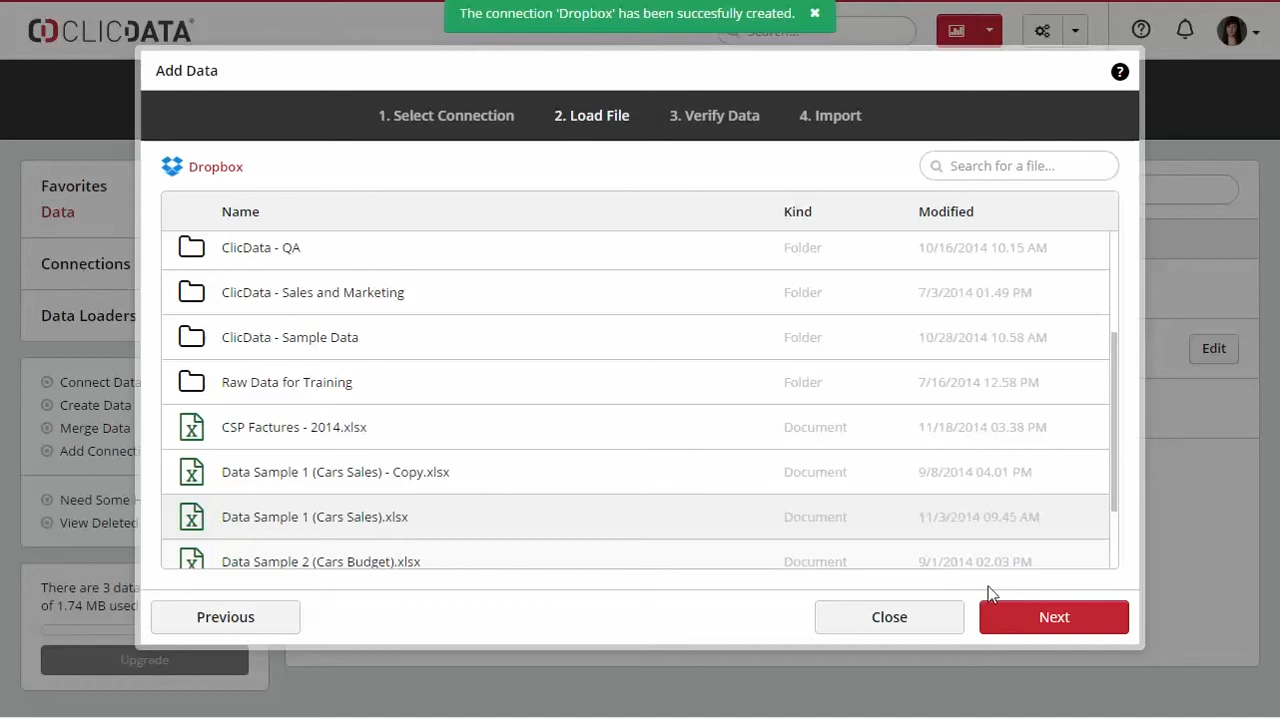 The connection 'Dropbox' has been succesfully created.
CLICDATA
Search...
Add Data
?
1. Select Connection 2. Load File 3. Verify Data 4. Import
Dropbox
Search for a file...
Name Kind Modified
ClicData - QA Folder 10/16/2014 10.15 AM
ClicData - Sales and Marketing Folder 7/3/2014 01.49 PM
ClicData - Sample Data Folder 10/28/2014 10.58 AM
Raw Data for Training Folder 7/16/2014 12.58 PM
CSP Factures - 2014.xlsx Document 11/18/2014 03.38 PM
Data Sample 1 (Cars Sales) - Copy.xlsx Document 9/8/2014 04.01 PM
Data Sample 1 (Cars Sales).xlsx Document 11/3/2014 09.45 AM
Data Sample 2 (Cars Budget).xlsx Document 9/1/2014 02.03 PM
Previous Close Next
Favorites
Data
Connections
Data Loaders
Connect Data
Create Data
Merge Data
Add Connect
Need Some
View Deleted
There are 3 data
of 1.74 MB used
Upgrade
Edit